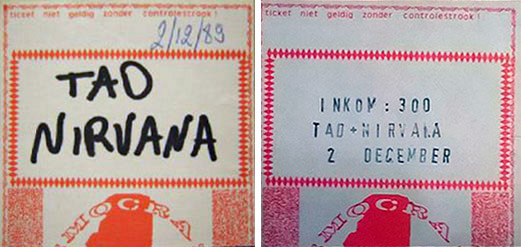 ticket niet geldig zonder controlestrook!
2/12/89
TAD
NIRVANA
MOCRA
ticket niet geldig zonder controlestrook!
INKOM: 300
TAD+NIRVANA
2 DECEMBER
MOCRA